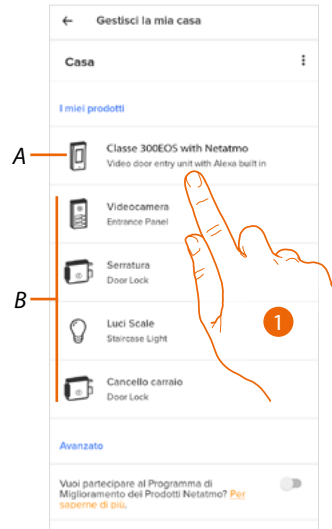 Gestisci la mia casa
Casa
I miei prodotti
A
Classe 300EOS with Netatmo
Video door entry unit with Alexa built in
Videocamera
Entrance Panel
B
Serratura
Door Lock
1
Luci Scale
Staircase Light
Cancello carraio
Door Lock
Avanzato
Vuoi partecipare al Programma di
Miglioramento dei Prodotti Netatmo? Per
saperne di più.